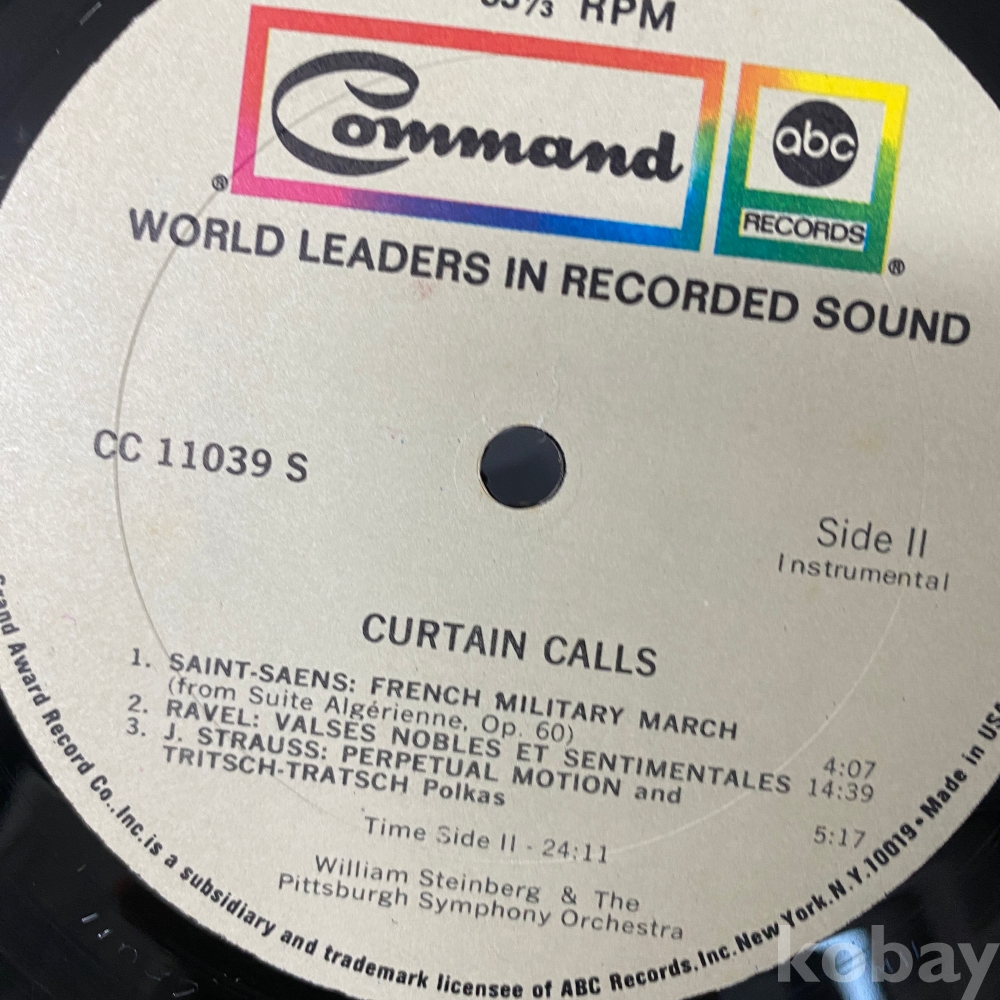 33⅓ RPM
Command
abc
RECORDS
®
®
WORLD LEADERS IN RECORDED SOUND
CC 11039 S
Side II
Instrumental
CURTAIN CALLS
1. SAINT-SAENS: FRENCH MILITARY MARCH
(from Suite Algérienne, Op. 60) 4:07
2. RAVEL: VALSES NOBLES ET SENTIMENTALES 14:39
3. J. STRAUSS: PERPETUAL MOTION and
TRITSCH-TRATSCH Polkas 5:17
Time Side II - 24:11
William Steinberg & The
Pittsburgh Symphony Orchestra
Grand Award Record Co., Inc. is a subsidiary and trademark licensee of ABC Records, Inc. New York, N.Y. 10019 • Made in USA
kobay